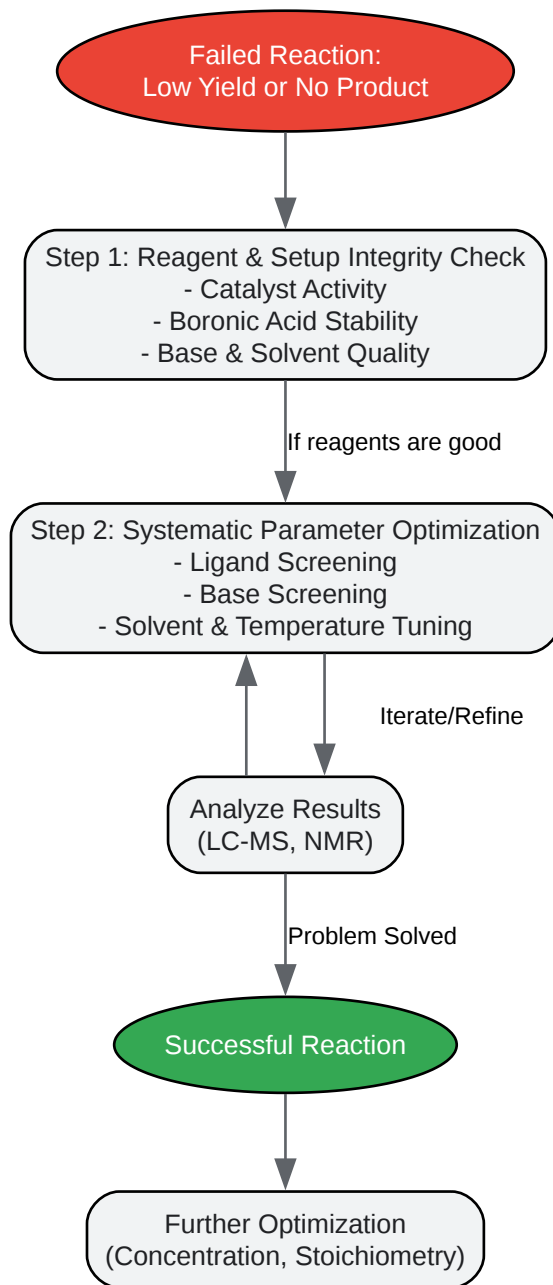 Failed Reaction:
Low Yield or No Product
Step 1: Reagent & Setup Integrity Check
- Catalyst Activity
- Boronic Acid Stability
- Base & Solvent Quality
If reagents are good
Step 2: Systematic Parameter Optimization
- Ligand Screening
- Base Screening
- Solvent & Temperature Tuning
Iterate/Refine
Analyze Results
(LC-MS, NMR)
Problem Solved
Successful Reaction
Further Optimization
(Concentration, Stoichiometry)